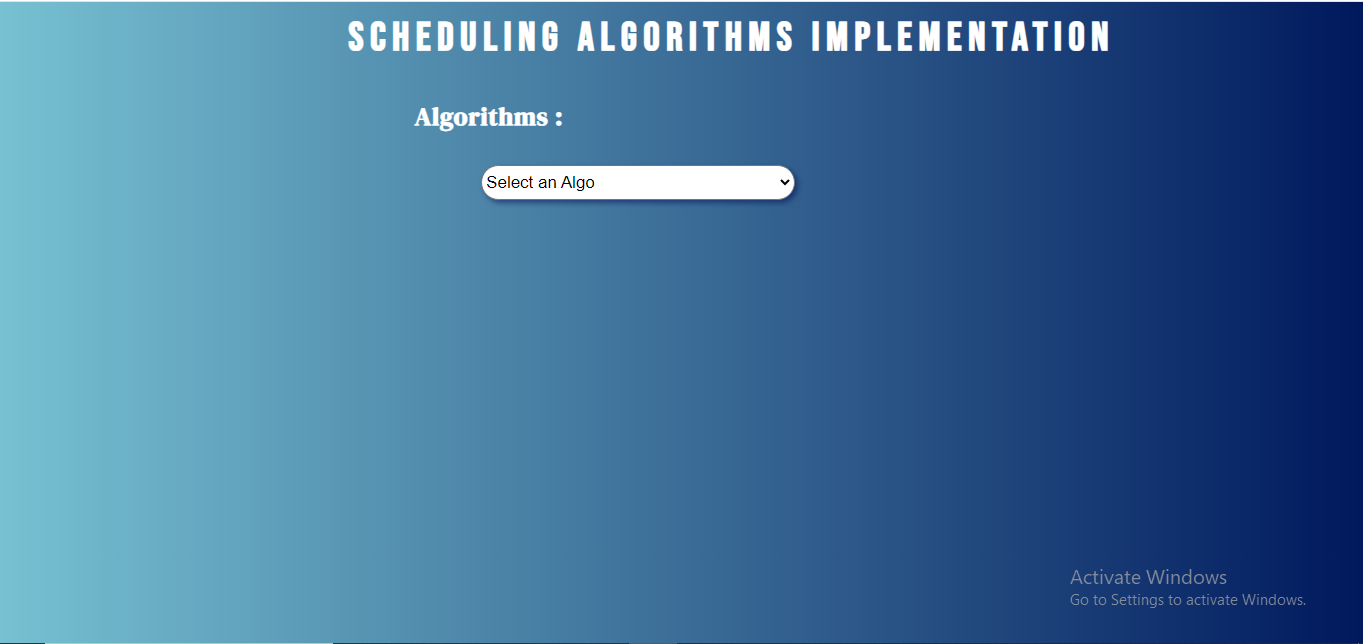 SCHEDULING ALGORITHMS IMPLEMENTATION
Algorithms :
Select an Algo
Activate Windows
Go to Settings to activate Windows.